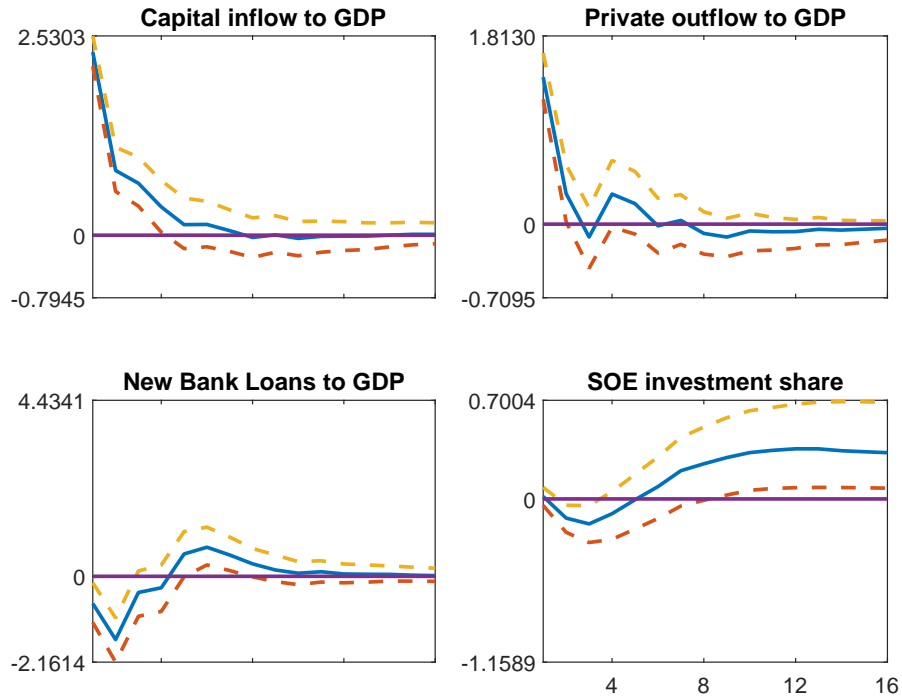 Capital inflow to GDP
2.5303
0
-0.7945
Private outflow to GDP
1.8130
0
-0.7095
New Bank Loans to GDP
4.4341
0
-2.1614
SOE investment share
0.7004
0
-1.1589
4 8 12 16